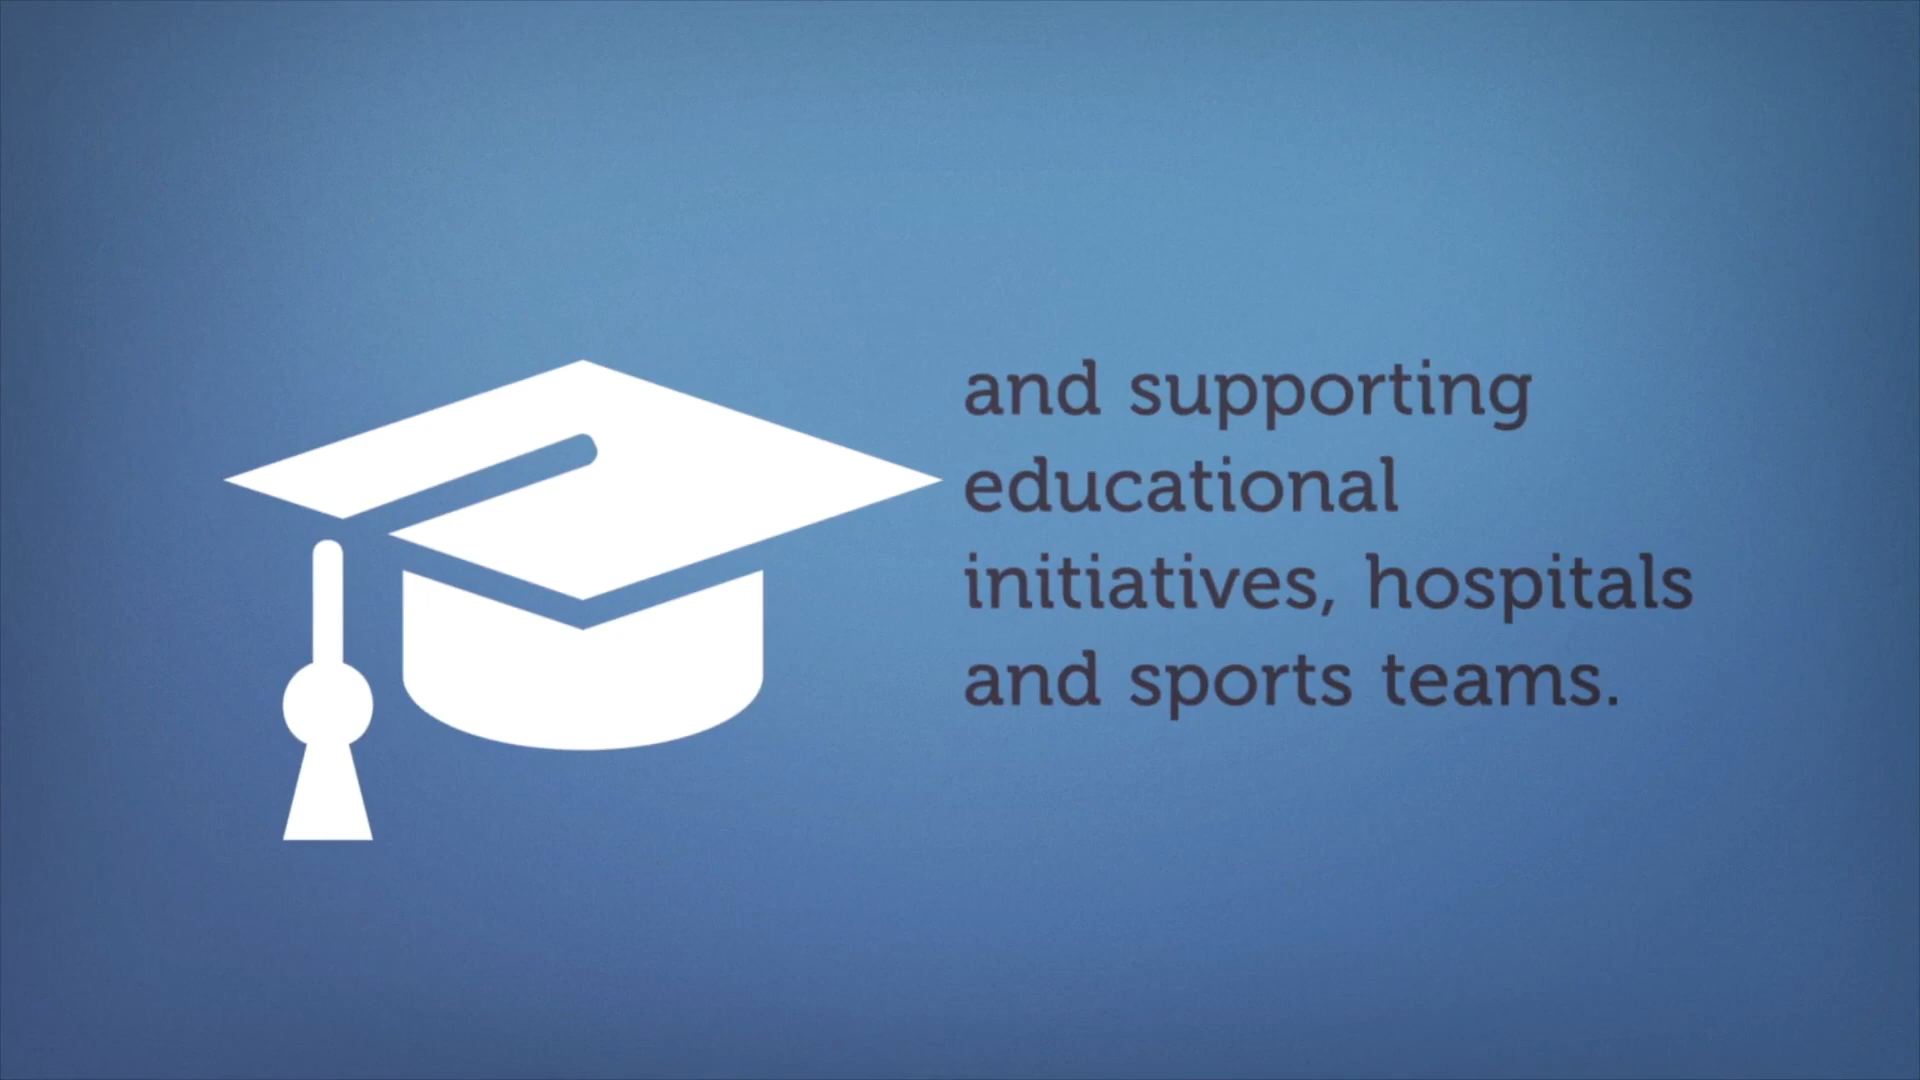 and supporting
educational
initiatives, hospitals
and sports teams.